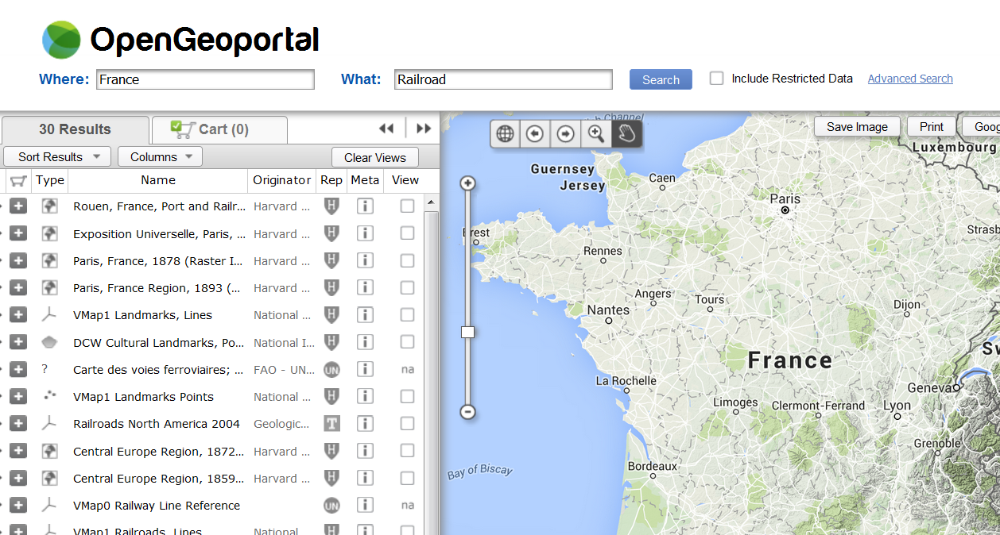 OpenGeoportal
Where: France What: Railroad Search Include Restricted Data Advanced Search
30 Results Cart (0)
Sort Results Columns Clear Views
Type Name Originator Rep Meta View
Rouen, France, Port and Railr... Harvard ... H i
Exposition Universelle, Paris, ... Harvard ... H i
Paris, France, 1878 (Raster I... Harvard ... H i
Paris, France Region, 1893 (... Harvard ... H i
VMap1 Landmarks, Lines National ... H i
DCW Cultural Landmarks, Po... National I... H i
? Carte des voies ferroviaires; ... FAO - UN... UN i na
VMap1 Landmarks Points National ... H i
Railroads North America 2004 Geologic... T i
Central Europe Region, 1872... Harvard ... H i
Central Europe Region, 1859... Harvard ... H i
VMap0 Railway Line Reference UN i na
VMap1 Railroads, Lines National H i
Save Image Print Goog
Channel
Luxembourg
Guernsey
Jersey
Caen
Paris
Strasb
Brest
Rennes
Angers
Tours
Nantes
Dijon
France
Sw
La Rochelle
Geneva
Limoges
Clermont-Ferrand
Lyon
Grenoble
Bordeaux
Bay of Biscay